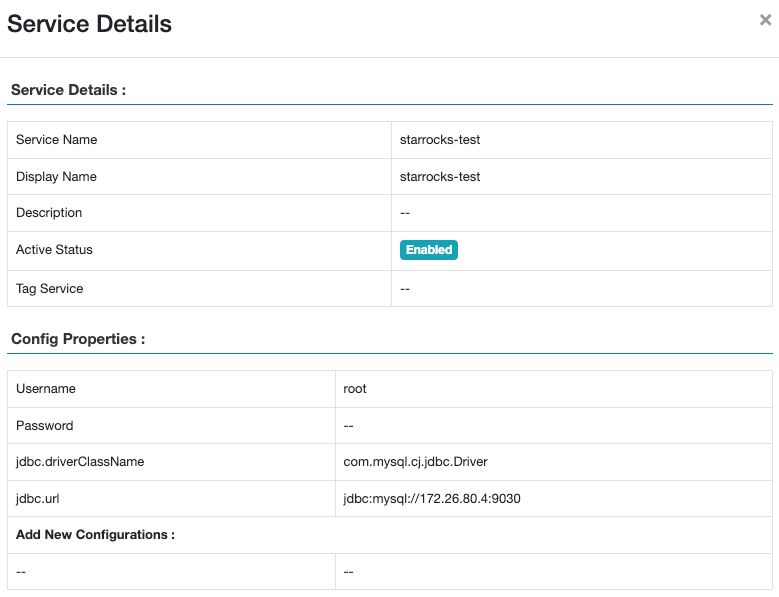 Service Details
×
Service Details :
Service Name starrocks-test
Display Name starrocks-test
Description --
Active Status Enabled
Tag Service --
Config Properties :
Username root
Password --
jdbc.driverClassName com.mysql.cj.jdbc.Driver
jdbc.url jdbc:mysql://172.26.80.4:9030
Add New Configurations :
-- --